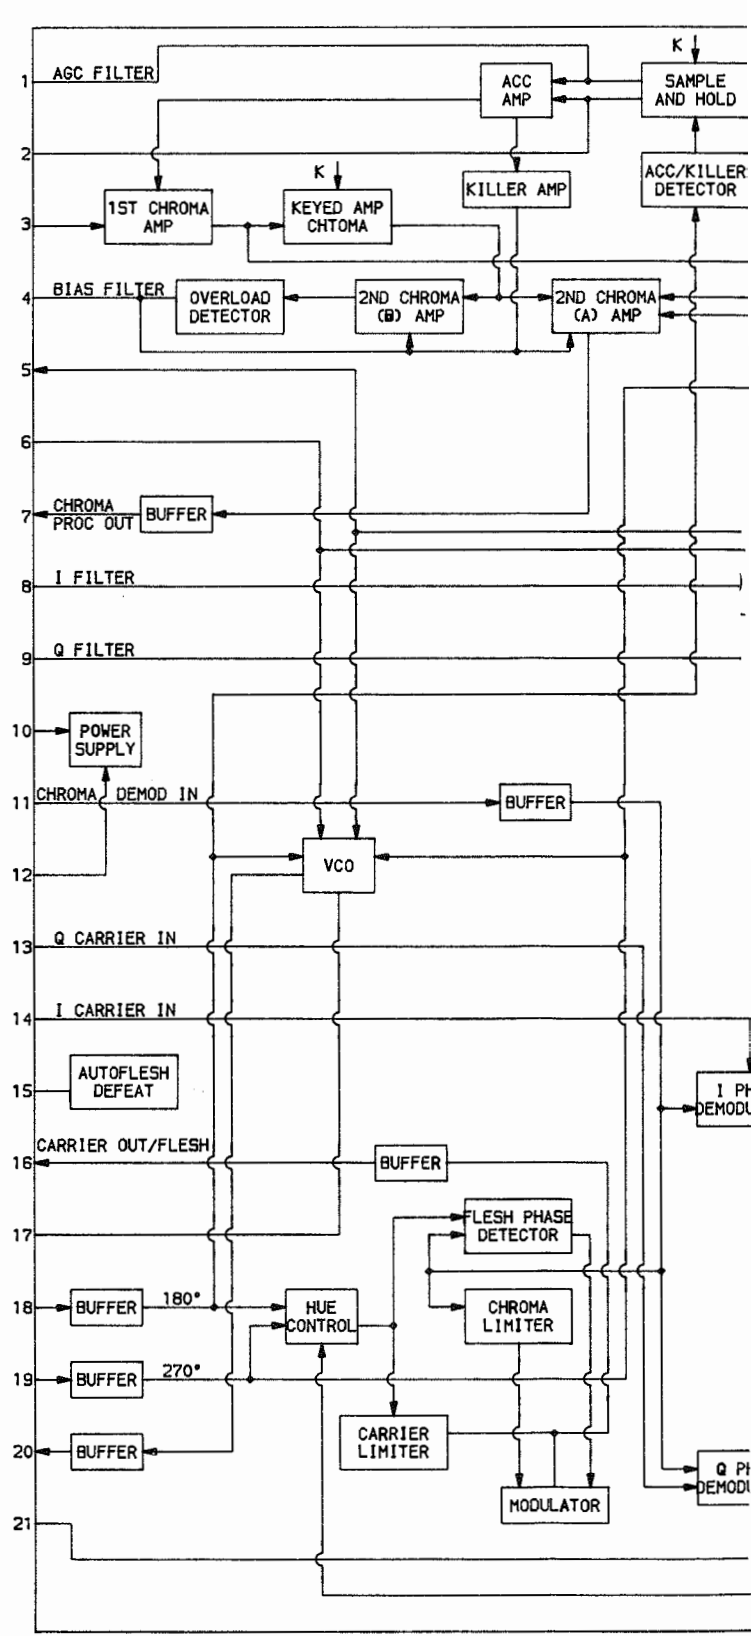 K
1 AGC FILTER
ACC
AMP
SAMPLE
AND HOLD
2
K
KILLER AMP
ACC/KILLER
DETECTOR
3
1ST CHROMA
AMP
KEYED AMP
CHTOMA
4 BIAS FILTER
OVERLOAD
DETECTOR
2ND CHROMA
(B) AMP
2ND CHROMA
(A) AMP
5
6
7 CHROMA
PROC OUT
BUFFER
8 I FILTER
9 Q FILTER
10
POWER
SUPPLY
11 CHROMA DEMOD IN
BUFFER
12
VCO
13 Q CARRIER IN
14 I CARRIER IN
15
AUTOFLESH
DEFEAT
I PH
DEMODU
CARRIER OUT/FLESH
16
BUFFER
FLESH PHASE
DETECTOR
17
18
BUFFER
180°
HUE
CONTROL
CHROMA
LIMITER
19
BUFFER
270°
20
BUFFER
CARRIER
LIMITER
MODULATOR
Q PH
DEMODU
21